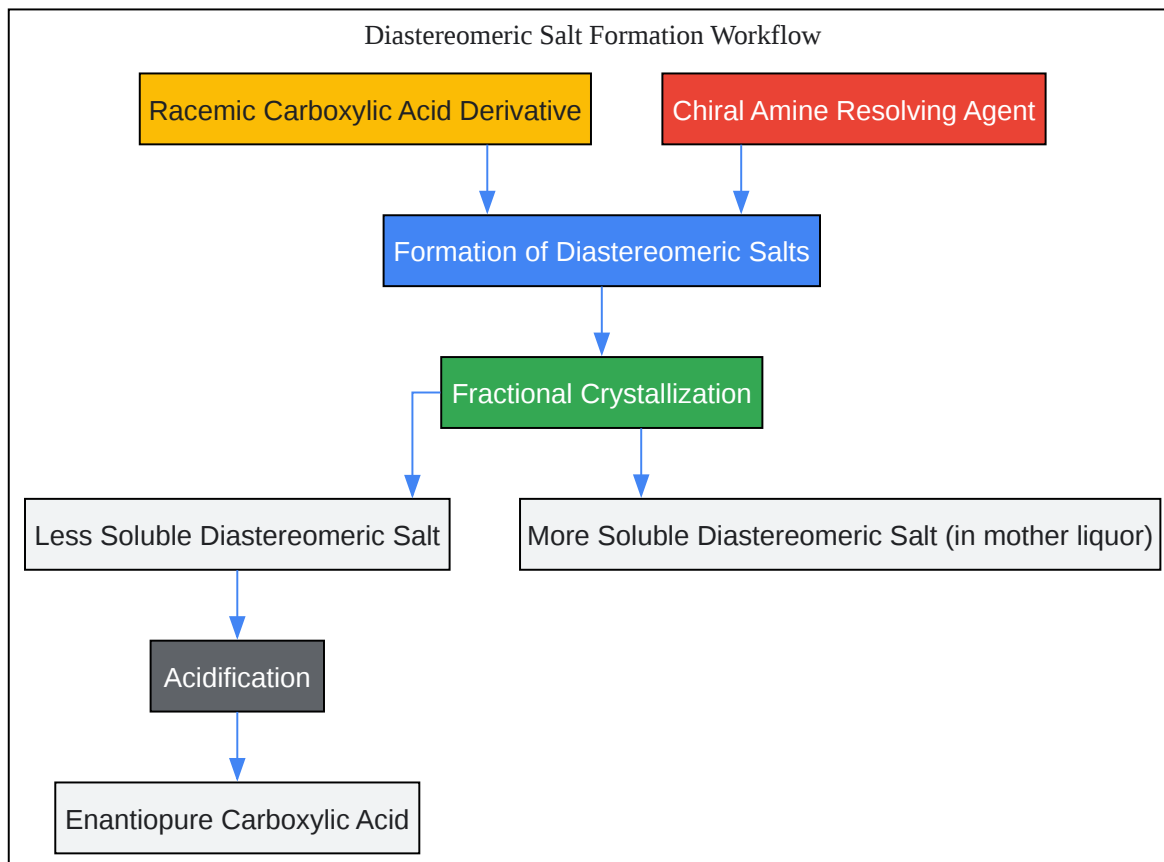 Diastereomeric Salt Formation Workflow
Racemic Carboxylic Acid Derivative
Chiral Amine Resolving Agent
Formation of Diastereomeric Salts
Fractional Crystallization
Less Soluble Diastereomeric Salt
More Soluble Diastereomeric Salt (in mother liquor)
Acidification
Enantiopure Carboxylic Acid